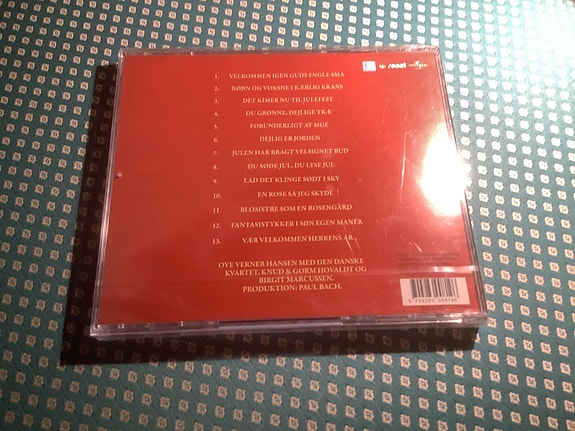 sonet
1. VELKOMMEN IGEN GUDS ENGLE SMÅ
2. BØRN OG VOKSNE I KÆRLIG KRANS
3. DET KIMER NU TIL JULEFEST
4. DU GRØNNE, DEJLIGE TRÆ
5. FORUNDERLIGT AT SIGE
6. DEJLIG ER JORDEN
7. JULEN HAR BRAGT VELSIGNET BUD
8. DU SØDE JUL, DU LYSE JUL
9. LAD DET KLINGE SØDT I SKY
10. EN ROSE SÅ JEG SKYDE
11. BLOMSTRE SOM EN ROSENGÅRD
12. FANTASISTYKKER I MIN EGEN MANER
13. VÆR VELKOMMEN HERRENS ÅR
OVE VERNER HANSEN MED DEN DANSKE
KVARTET, KNUD & GORM HOVALDT OG
BIRGIT MARCUSSEN.
PRODUKTION: PAUL BACH.